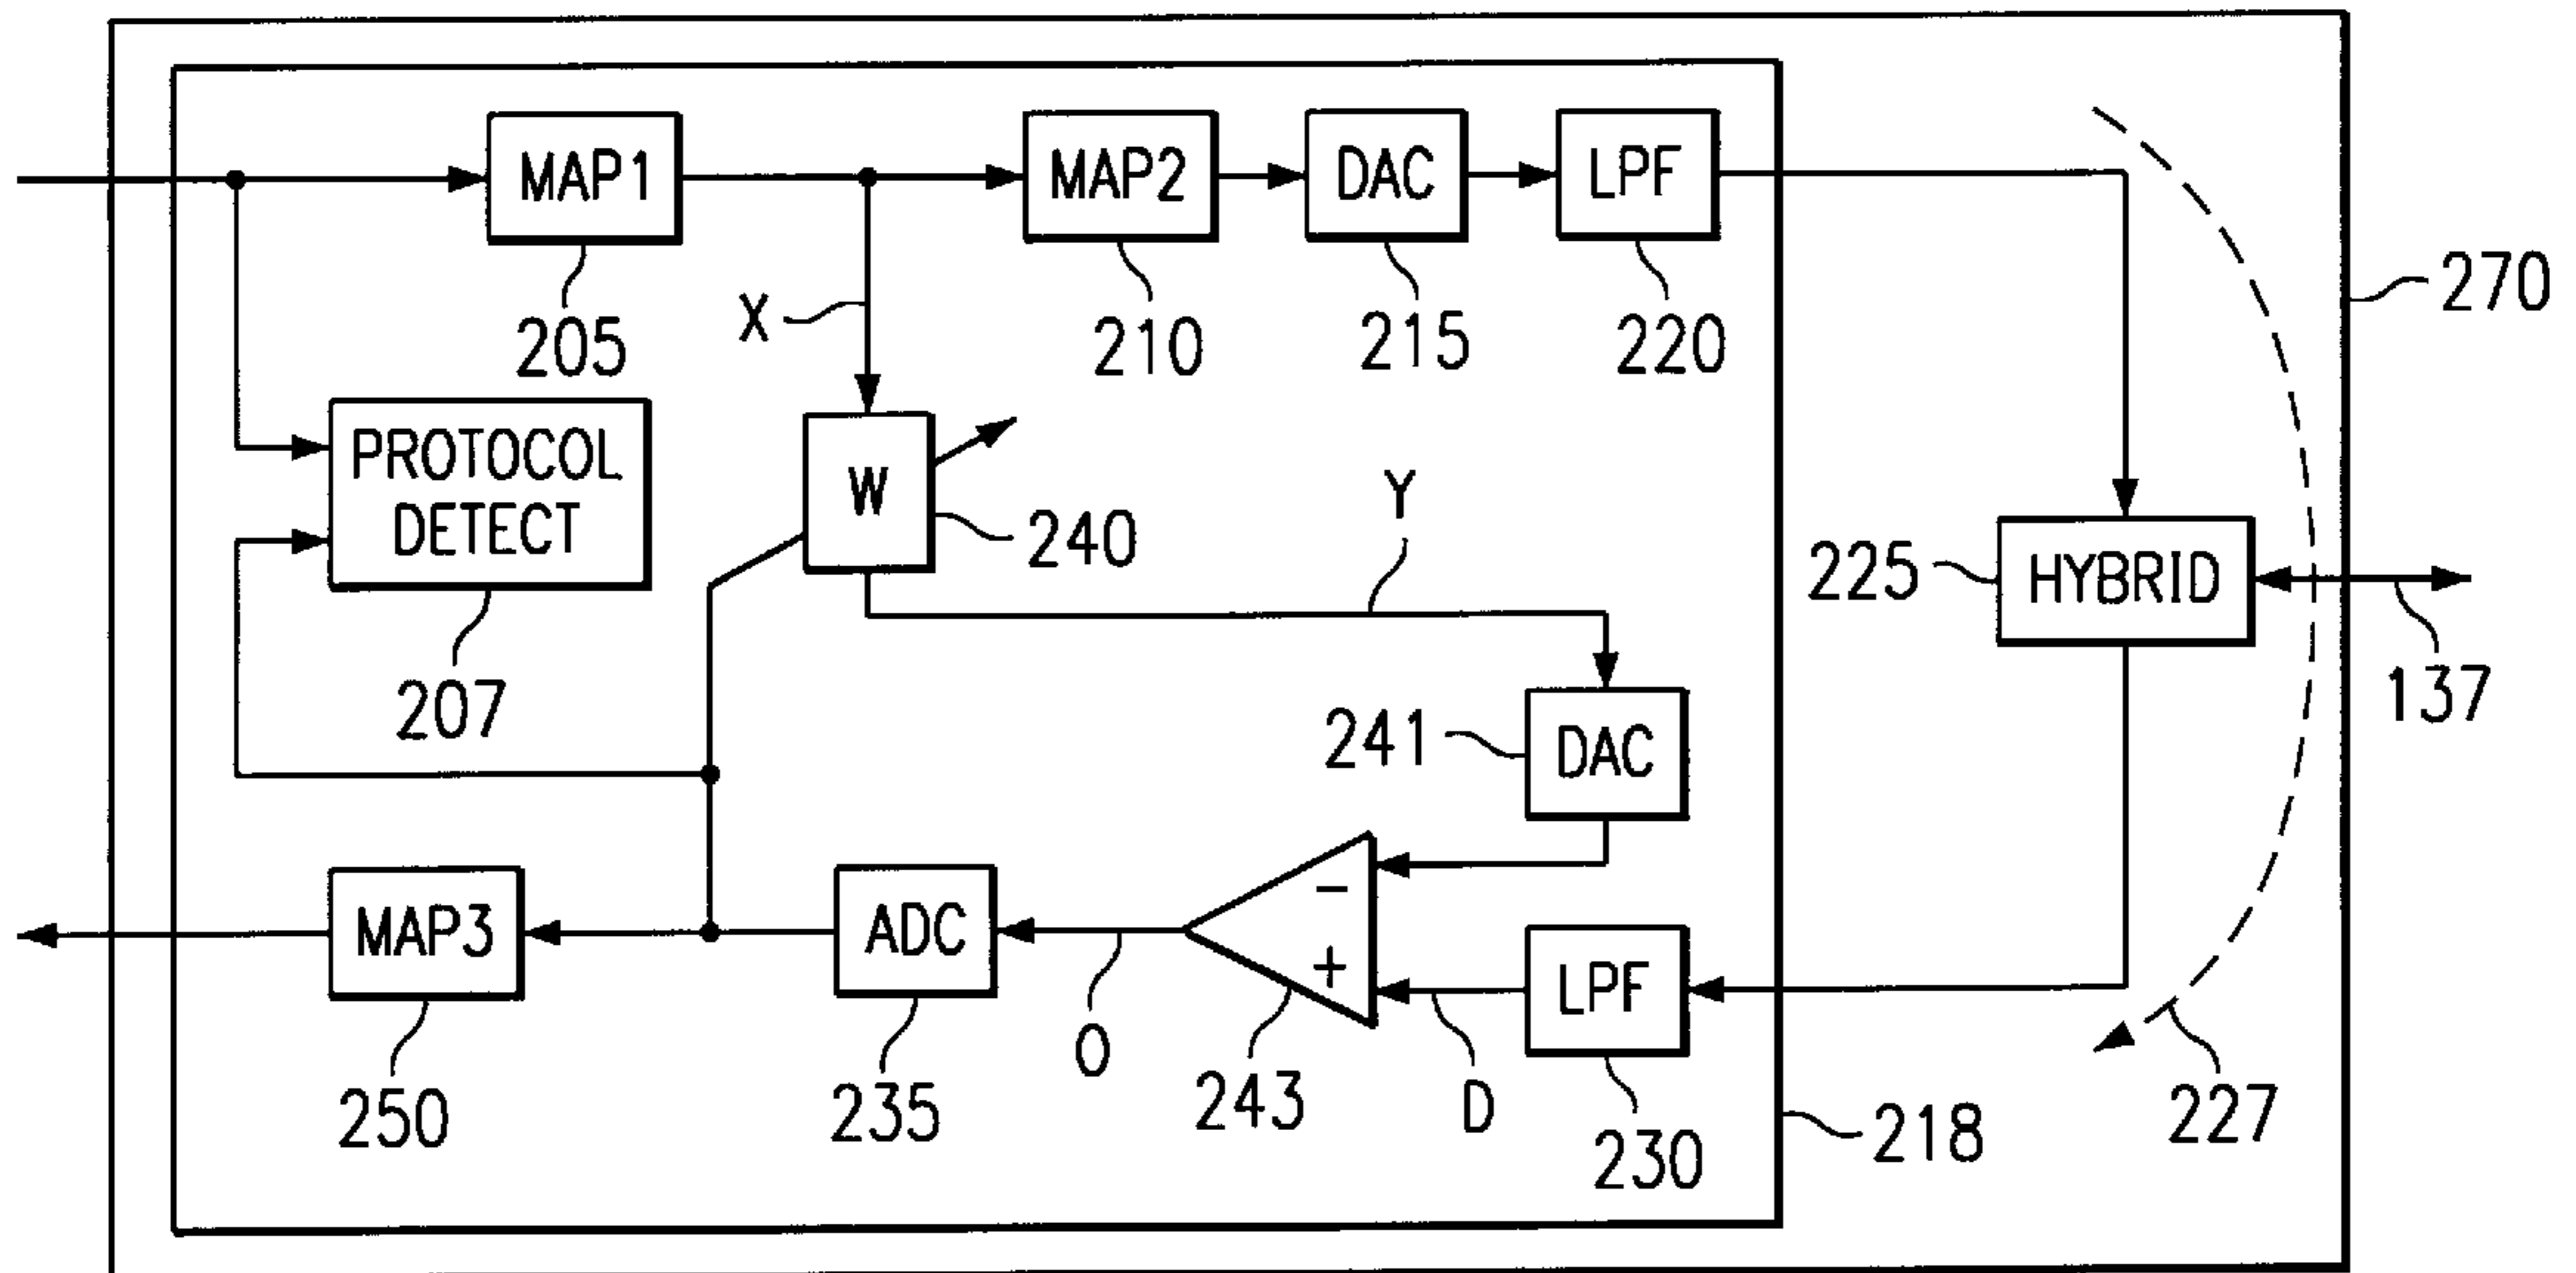 MAP1
MAP2
DAC
LPF
205
X
210
215
220
270
PROTOCOL
DETECT
W
240
Y
225
HYBRID
207
241
DAC
137
MAP3
ADC
−
+
LPF
250
235
O
243
D
230
218
227